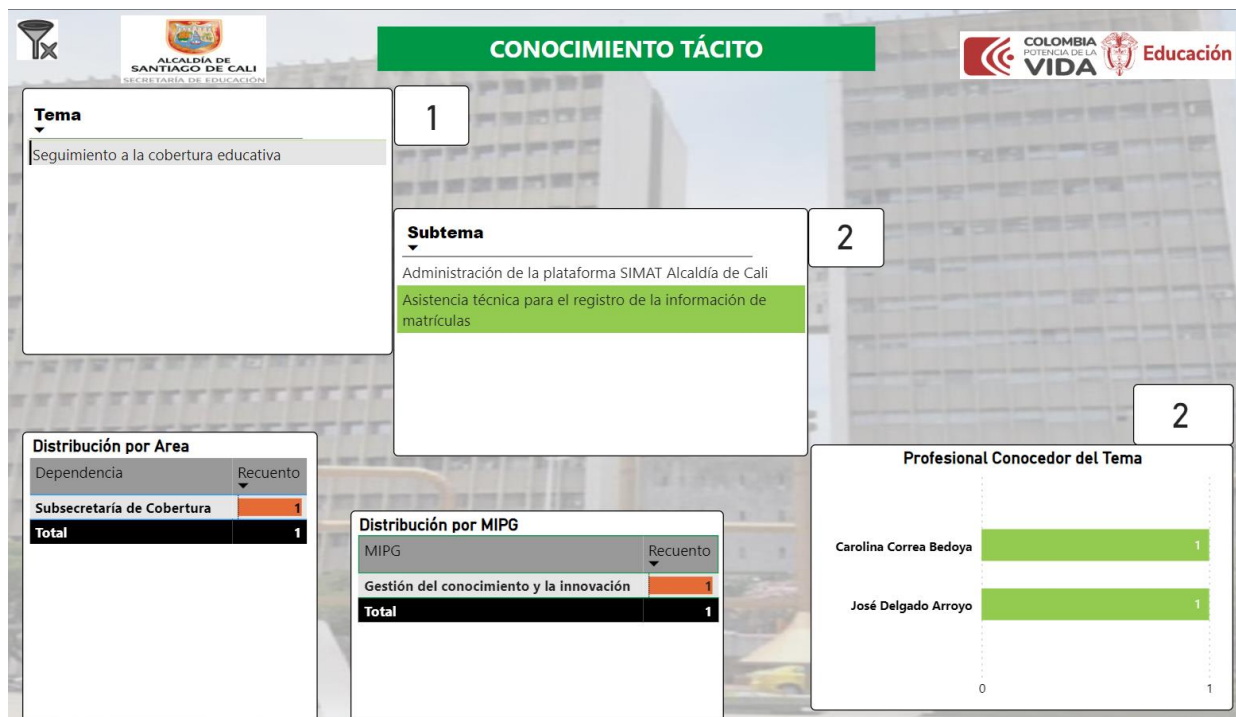 ALCALDÍA DE
SANTIAGO DE CALI
SECRETARÍA DE EDUCACIÓN
CONOCIMIENTO TÁCITO
COLOMBIA
POTENCIA DE LA
VIDA
Educación
Tema
1
Seguimiento a la cobertura educativa
Subtema
2
Administración de la plataforma SIMAT Alcaldía de Cali
Asistencia técnica para el registro de la información de
matrículas
2
Distribución por Area
Dependencia Recuento
Subsecretaría de Cobertura 1
Total 1
Distribución por MIPG
MIPG Recuento
Gestión del conocimiento y la innovación 1
Total 1
Profesional Conocedor del Tema
Carolina Correa Bedoya 1
José Delgado Arroyo 1
0 1